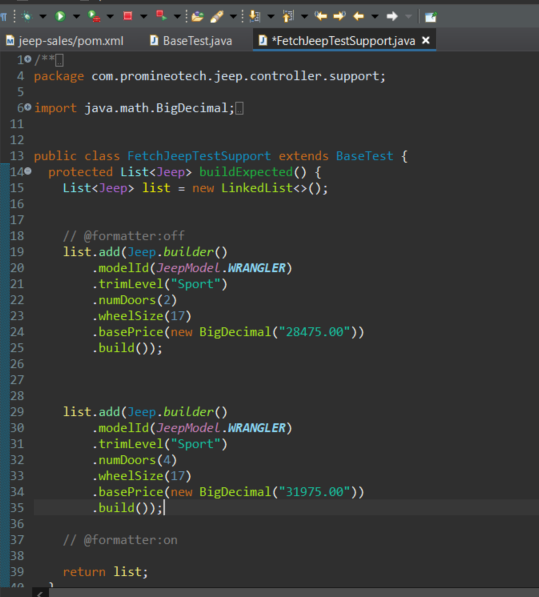 jeep-sales/pom.xml BaseTest.java *FetchJeepTestSupport.java
1 /**
4 package com.promineotech.jeep.controller.support;
5
6 import java.math.BigDecimal;
11
12
13 public class FetchJeepTestSupport extends BaseTest {
14 protected List<Jeep> buildExpected() {
15 List<Jeep> list = new LinkedList<>();
16
17
18 // @formatter:off
19 list.add(Jeep.builder()
20 .modelId(JeepModel.WRANGLER)
21 .trimLevel("Sport")
22 .numDoors(2)
23 .wheelSize(17)
24 .basePrice(new BigDecimal("28475.00"))
25 .build());
26
27
28
29 list.add(Jeep.builder()
30 .modelId(JeepModel.WRANGLER)
31 .trimLevel("Sport")
32 .numDoors(4)
33 .wheelSize(17)
34 .basePrice(new BigDecimal("31975.00"))
35 .build());
36
37 // @formatter:on
38
39 return list;
40 }